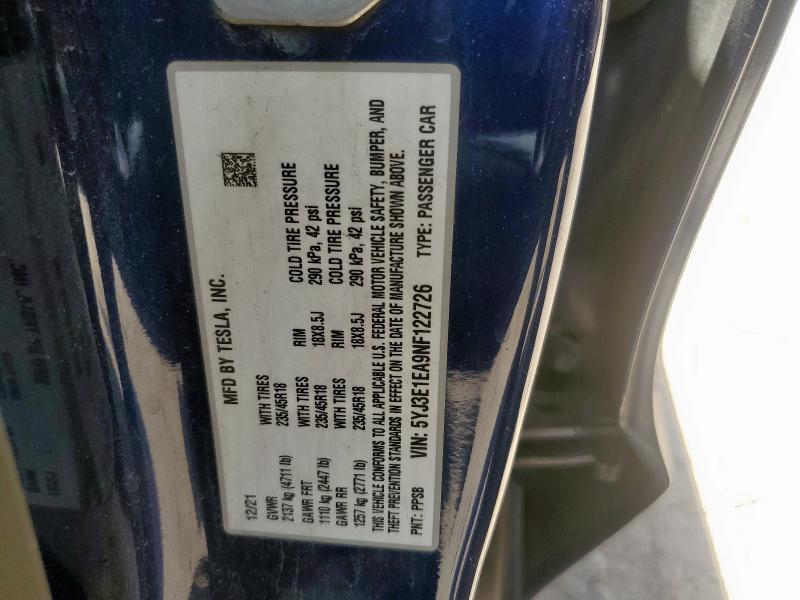 12/21 MFD BY TESLA, INC.
GVWR WITH TIRES
2137 kg (4711 lb) 235/45R18 COLD TIRE PRESSURE
GAWR FRT WITH TIRES RIM 290 kPa, 42 psi
1110 kg (2447 lb) 235/45R18 18X8.5J COLD TIRE PRESSURE
GAWR RR WITH TIRES RIM 290 kPa, 42 psi
1257 kg (2771 lb) 235/45R18 18X8.5J
THIS VEHICLE CONFORMS TO ALL APPLICABLE U.S. FEDERAL MOTOR VEHICLE SAFETY, BUMPER, AND
THEFT PREVENTION STANDARDS IN EFFECT ON THE DATE OF MANUFACTURE SHOWN ABOVE.
PNT: PPSB VIN: 5YJ3E1EA9NF122726 TYPE: PASSENGER CAR